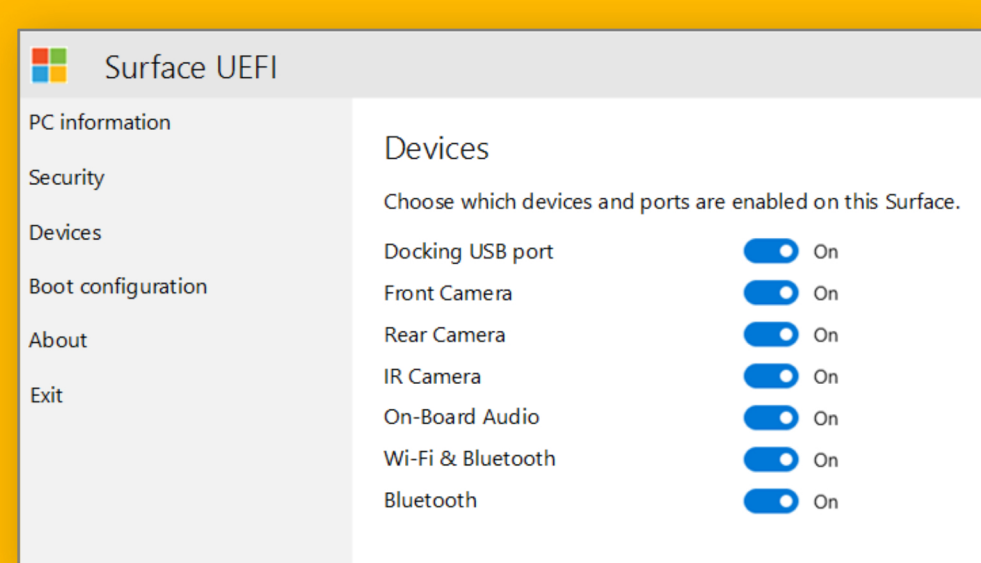 Surface UEFI
PC information
Security
Devices
Boot configuration
About
Exit
Devices
Choose which devices and ports are enabled on this Surface.
Docking USB port On
Front Camera On
Rear Camera On
IR Camera On
On-Board Audio On
Wi-Fi & Bluetooth On
Bluetooth On